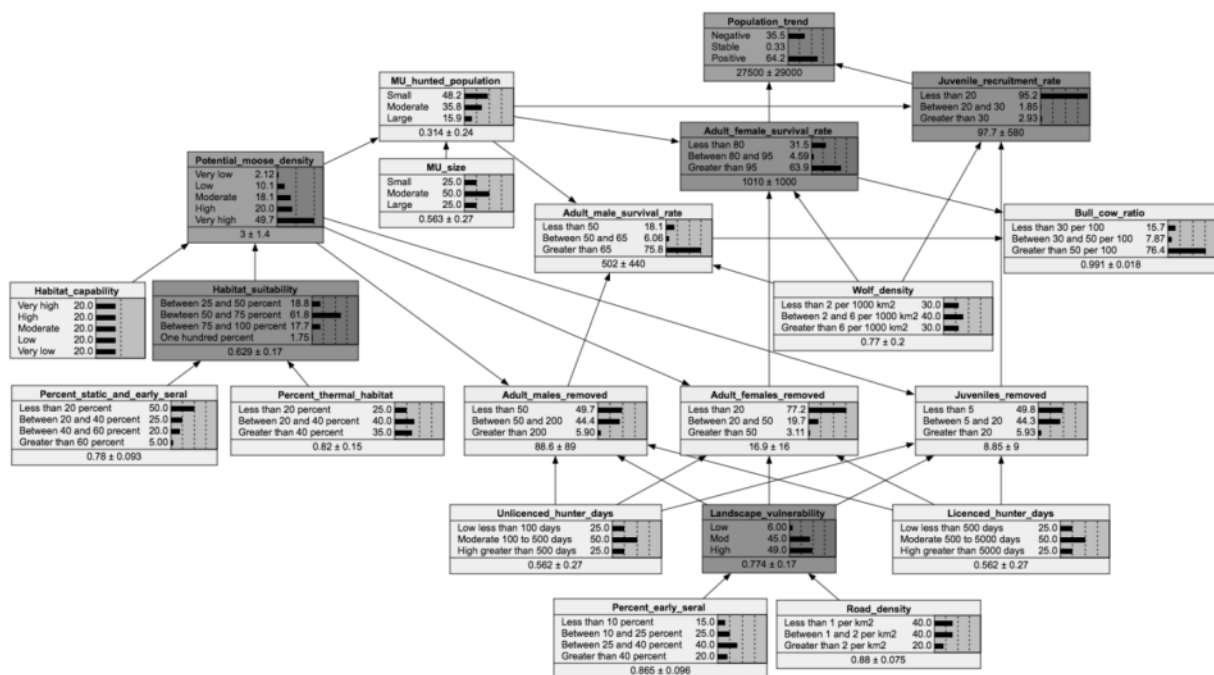 Population_trend
Negative 35.5
Stable 0.33
Positive 64.2
27500 ± 29000
MU_hunted_population
Small 48.2
Moderate 35.8
Large 15.9
0.314 ± 0.24
Juvenile_recruitment_rate
Less than 20 95.2
Between 20 and 30 1.85
Greater than 30 2.93
97.7 ± 580
Adult_female_survival_rate
Less than 80 31.5
Between 80 and 95 4.59
Greater than 95 63.9
1010 ± 1000
Potential_moose_density
Very low 2.12
Low 10.1
Moderate 18.1
High 20.0
Very high 49.7
3 ± 1.4
MU_size
Small 25.0
Moderate 50.0
Large 25.0
0.563 ± 0.27
Adult_male_survival_rate
Less than 50 18.1
Between 50 and 65 6.06
Greater than 65 75.8
502 ± 440
Bull_cow_ratio
Less than 30 per 100 15.7
Between 30 and 50 per 100 7.87
Greater than 50 per 100 76.4
0.991 ± 0.018
Habitat_capability
Very high 20.0
High 20.0
Moderate 20.0
Low 20.0
Very low 20.0
Habitat_suitability
Between 25 and 50 percent 18.8
Bewteen 50 and 75 percent 61.8
Between 75 and 100 percent 17.7
One hundred percent 1.75
0.629 ± 0.17
Wolf_density
Less than 2 per 1000 km2 30.0
Between 2 and 6 per 1000 km2 40.0
Greater than 6 per 1000 km2 30.0
0.77 ± 0.2
Percent_static_and_early_seral
Less than 20 percent 50.0
Between 20 and 40 percent 25.0
Between 40 and 60 percent 20.0
Greater than 60 percent 5.00
0.78 ± 0.093
Percent_thermal_habitat
Less than 20 percent 25.0
Between 20 and 40 percent 40.0
Greater than 40 percent 35.0
0.82 ± 0.15
Adult_males_removed
Less than 50 49.7
Between 50 and 200 44.4
Greater than 200 5.90
88.6 ± 89
Adult_females_removed
Less than 20 77.2
Between 20 and 50 19.7
Greater than 50 3.11
16.9 ± 16
Juveniles_removed
Less than 5 49.8
Between 5 and 20 44.3
Greater than 20 5.93
8.85 ± 9
Unlicenced_hunter_days
Low less than 100 days 25.0
Moderate 100 to 500 days 50.0
High greater than 500 days 25.0
0.562 ± 0.27
Landscape_vulnerability
Low 6.00
Mod 45.0
High 49.0
0.774 ± 0.17
Licenced_hunter_days
Low less than 500 days 25.0
Moderate 500 to 5000 days 50.0
High greater than 5000 days 25.0
0.562 ± 0.27
Percent_early_seral
Less than 10 percent 15.0
Between 10 and 25 percent 25.0
Between 25 and 40 percent 40.0
Greater than 40 percent 20.0
0.865 ± 0.096
Road_density
Less than 1 per km2 40.0
Between 1 and 2 per km2 40.0
Greater than 2 per km2 20.0
0.88 ± 0.075